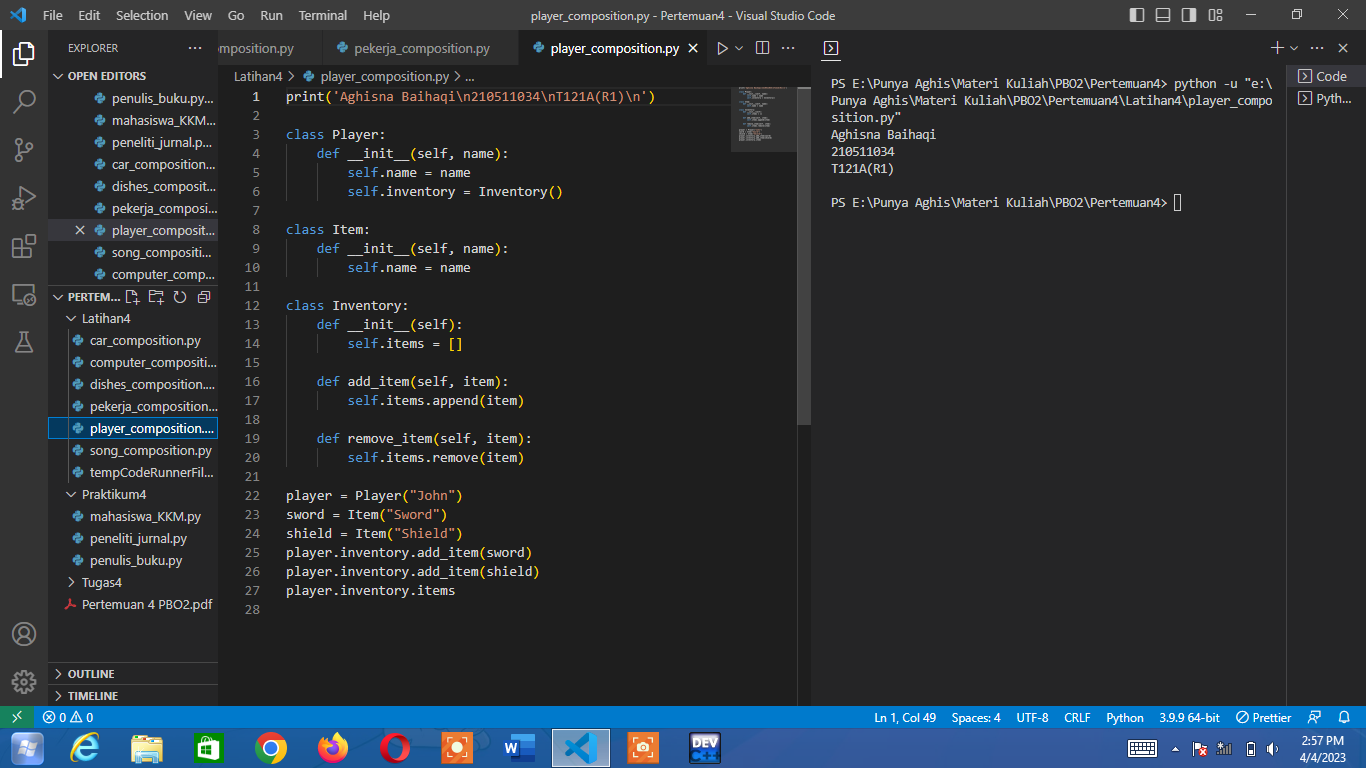 File Edit Selection View Go Run Terminal Help
player_composition.py - Pertemuan4 - Visual Studio Code
EXPLORER
OPEN EDITORS
penulis_buku.py...
mahasiswa_KKM...
peneliti_jurnal.p...
car_composition...
dishes_composit...
pekerja_composi...
player_composit...
song_compositi...
computer_comp...
PERTEM...
Latihan4
car_composition.py
computer_compositi...
dishes_composition....
pekerja_composition...
player_composition....
song_composition.py
tempCodeRunnerFil...
Praktikum4
mahasiswa_KKM.py
peneliti_jurnal.py
penulis_buku.py
Tugas4
Pertemuan 4 PBO2.pdf
OUTLINE
TIMELINE
omposition.py pekerja_composition.py player_composition.py
Latihan4 > player_composition.py > ...
1 print('Aghisna Baihaqi\n210511034\nT121A(R1)\n')
2
3 class Player:
4 def __init__(self, name):
5 self.name = name
6 self.inventory = Inventory()
7
8 class Item:
9 def __init__(self, name):
10 self.name = name
11
12 class Inventory:
13 def __init__(self):
14 self.items = []
15
16 def add_item(self, item):
17 self.items.append(item)
18
19 def remove_item(self, item):
20 self.items.remove(item)
21
22 player = Player("John")
23 sword = Item("Sword")
24 shield = Item("Shield")
25 player.inventory.add_item(sword)
26 player.inventory.add_item(shield)
27 player.inventory.items
28
PS E:\Punya Aghis\Materi Kuliah\PBO2\Pertemuan4> python -u "e:\
Punya Aghis\Materi Kuliah\PBO2\Pertemuan4\Latihan4\player_compo
sition.py"
Aghisna Baihaqi
210511034
T121A(R1)
PS E:\Punya Aghis\Materi Kuliah\PBO2\Pertemuan4>
Code
Pyth...
0 0
Ln 1, Col 49 Spaces: 4 UTF-8 CRLF Python 3.9.9 64-bit Prettier
DEV C++
2:57 PM
4/4/2023